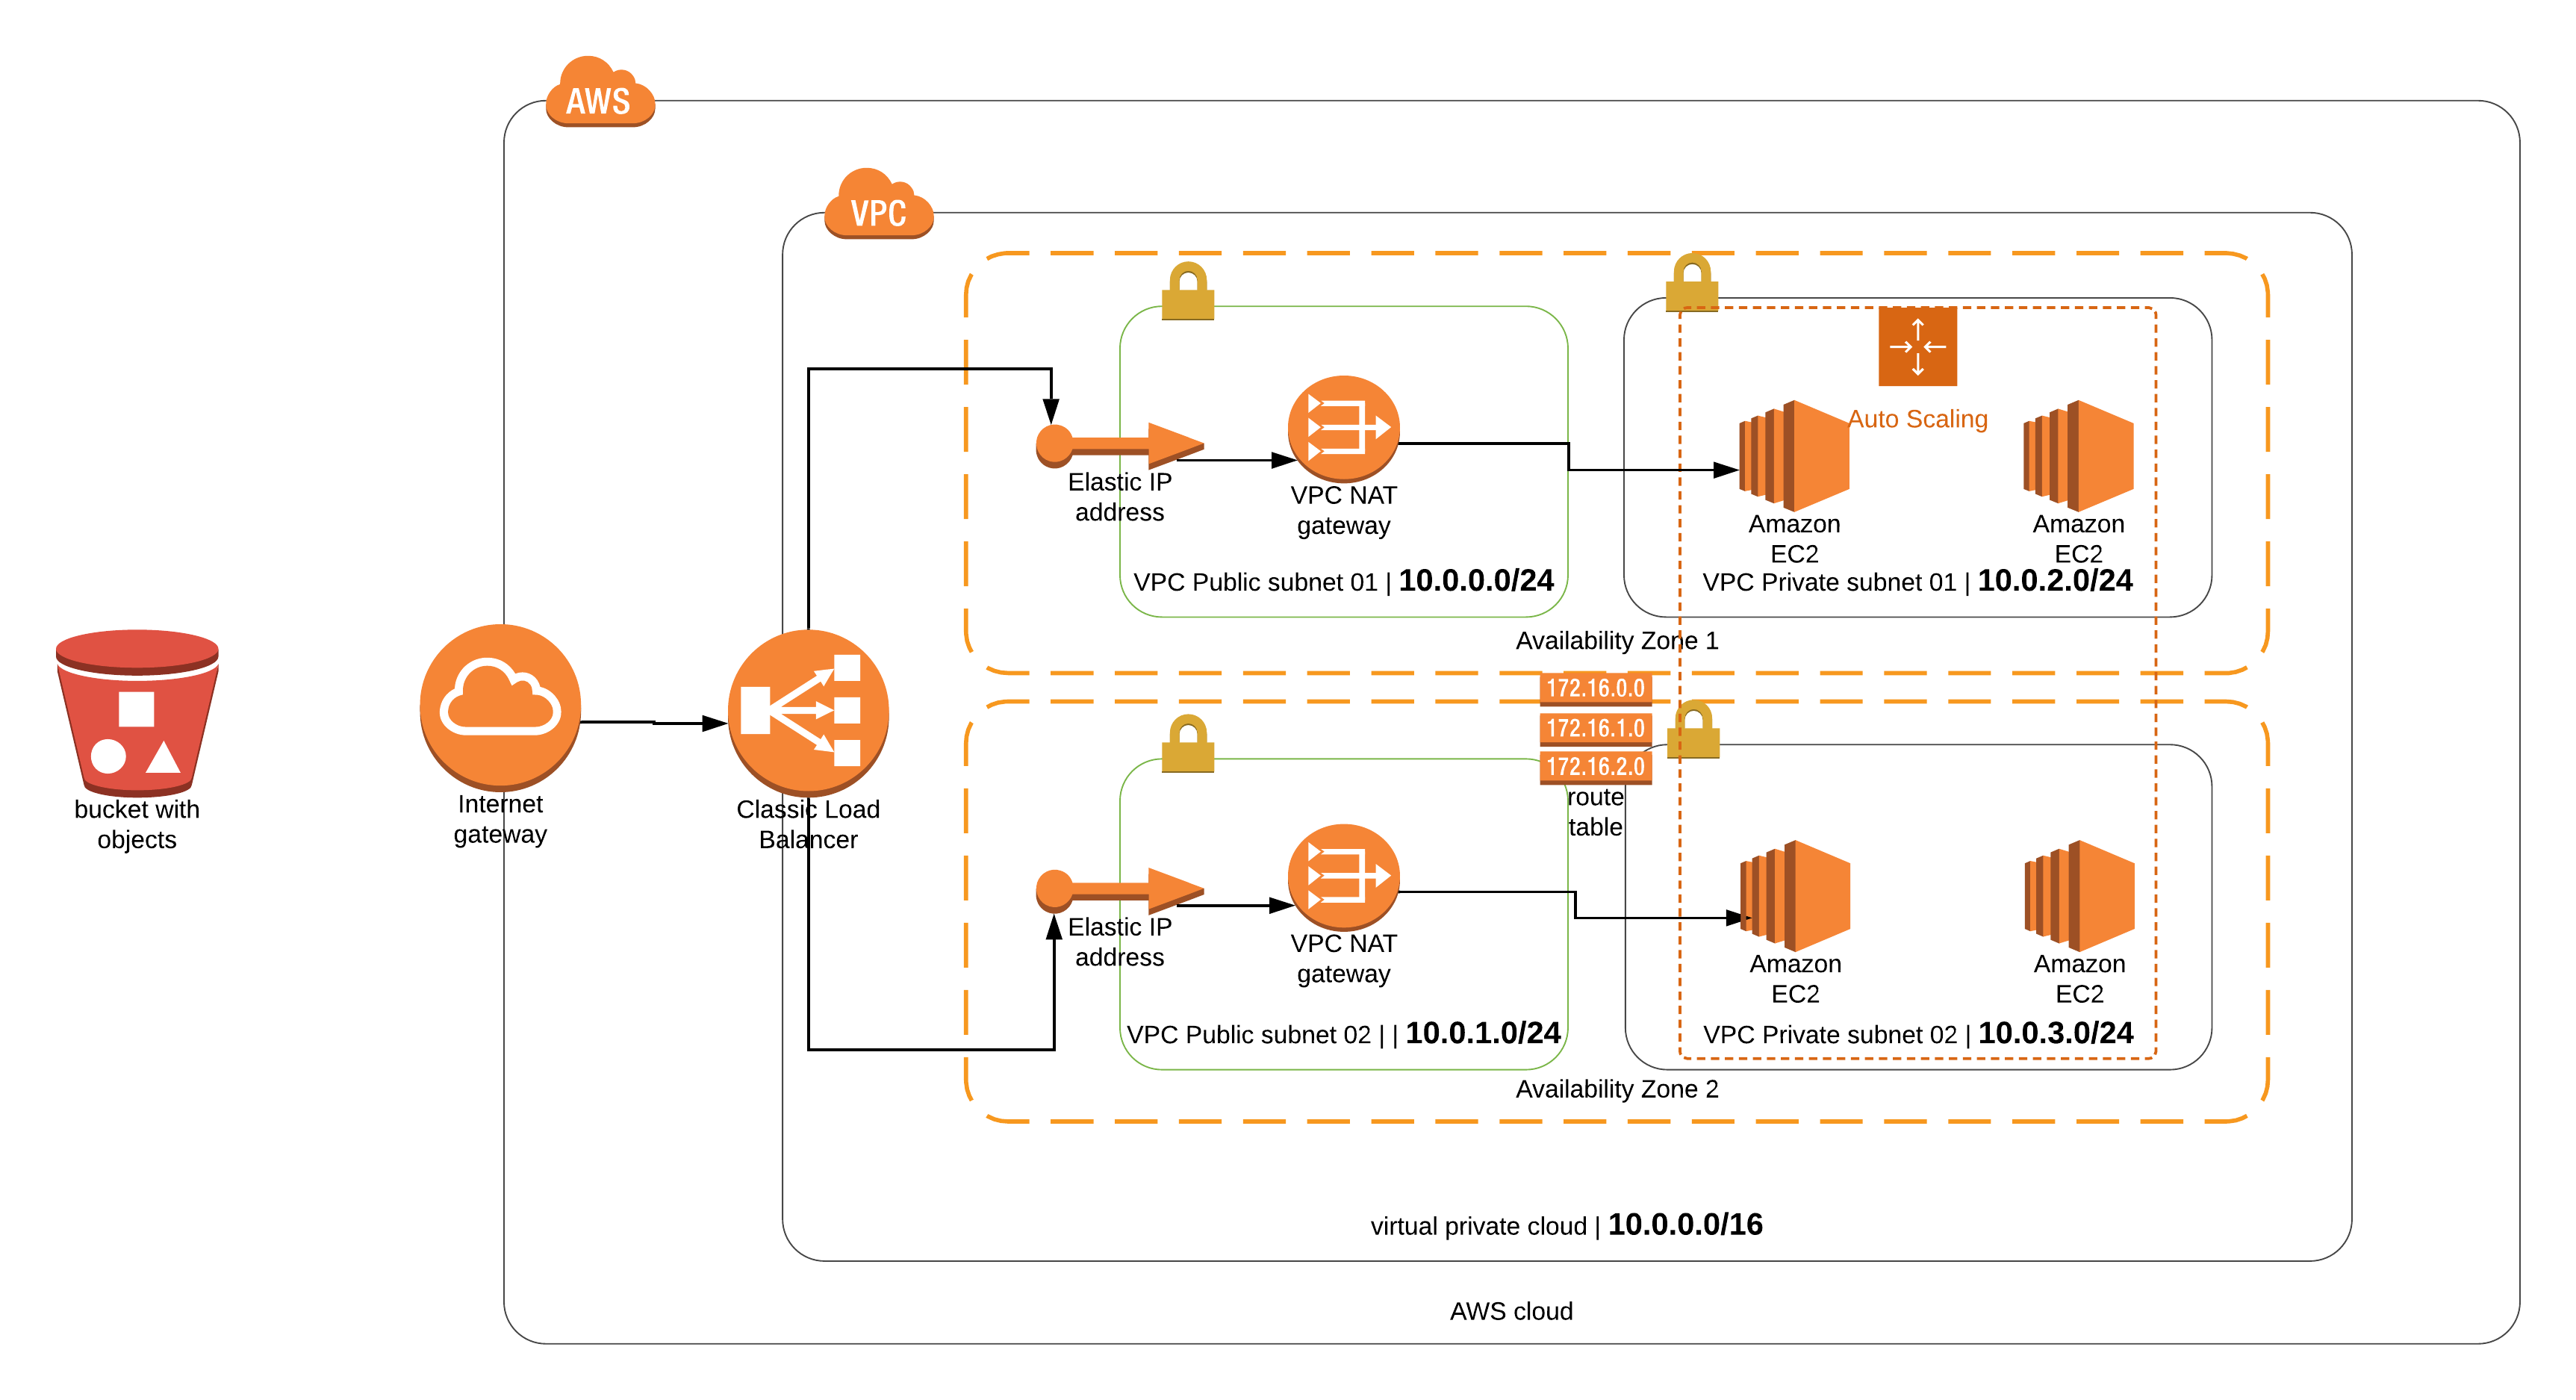 AWS
VPC
Auto Scaling
Elastic IP
address
VPC NAT
gateway
Amazon
EC2
Amazon
EC2
VPC Public subnet 01 | 10.0.0.0/24
VPC Private subnet 01 | 10.0.2.0/24
Availability Zone 1
172.16.0.0
172.16.1.0
172.16.2.0
route
table
bucket with
objects
Internet
gateway
Classic Load
Balancer
Elastic IP
address
VPC NAT
gateway
Amazon
EC2
Amazon
EC2
VPC Public subnet 02 | | 10.0.1.0/24
VPC Private subnet 02 | 10.0.3.0/24
Availability Zone 2
virtual private cloud | 10.0.0.0/16
AWS cloud